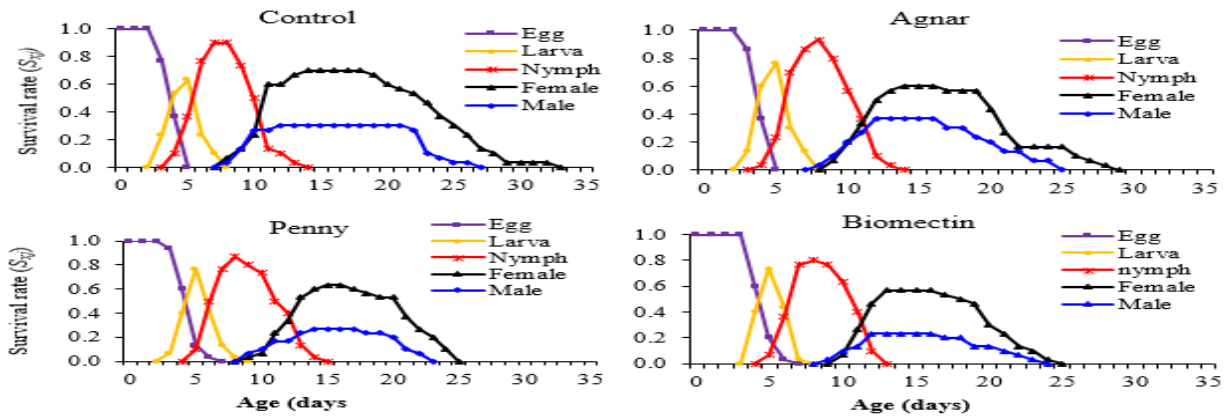 Control
Survival rate (Sxj)
1.0
0.8
0.6
0.4
0.2
0.0
0 5 10 15 20 25 30 35
Egg
Larva
Nymph
Female
Male
Agnar
1.0
0.8
0.6
0.4
0.2
0.0
0 5 10 15 20 25 30 35
Egg
Larva
Nymph
Female
Male
Penny
Survival rate (Sxj)
1.0
0.8
0.6
0.4
0.2
0.0
0 5 10 15 20 25 30 35
Age (days
Egg
Larva
Nymph
Female
Male
Biomectin
1.0
0.8
0.6
0.4
0.2
0.0
0 5 10 15 20 25 30 35
Age (days)
Egg
Larva
nymph
Female
Male